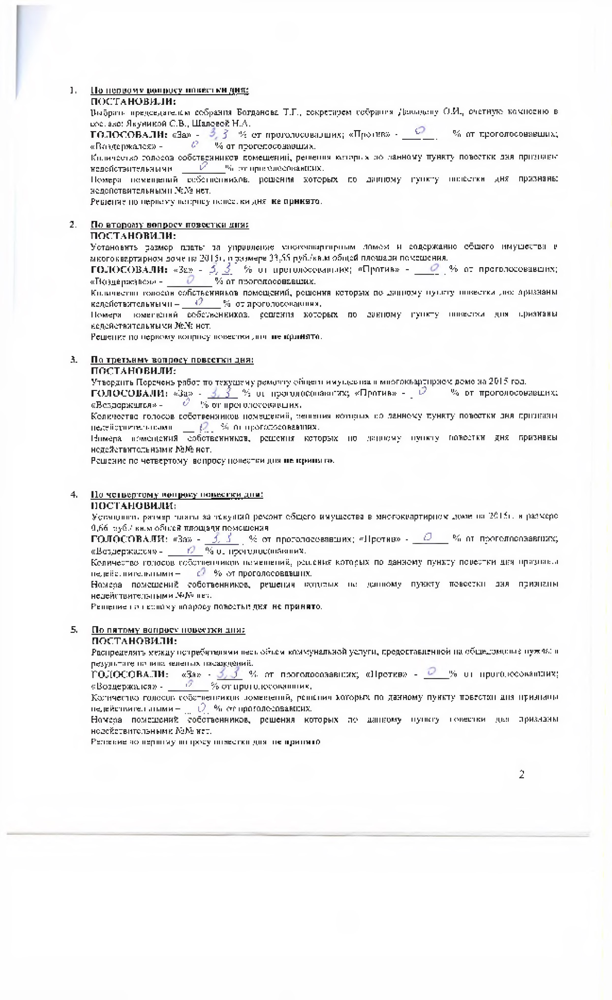 1. По первому вопросу повестки дня:
ПОСТАНОВИЛИ:
Выбрать председателем собрания Богданова Т.Г., секретарем собрания О.И., счетную комиссию в
составе: Якуниной С.В., Шалевой Н.А.
ГОЛОСОВАЛИ: «За» - 3,3 % от проголосовавших; «Против» - 0 % от проголосовавших;
«Воздержался» - 0 % от проголосовавших.
Количество голосов собственников помещений, решения которых по данному пункту повестки дня признаны
недействительными 0 % от проголосовавших.
Номера помещений собственников, решения которых по данному пункту повестки дня признаны
недействительными №№ нет.
Решение по первому вопросу повестки дня не принято.
2. По второму вопросу повестки дня:
ПОСТАНОВИЛИ:
Установить размер платы за управление многоквартирным домом и содержание общего имущества в
многоквартирном доме на 2015г. в размере руб./кв.м общей площади помещения.
ГОЛОСОВАЛИ: «За» - 3,3 % от проголосовавших; «Против» - 0 % от проголосовавших;
«Воздержался» - 0 % от проголосовавших.
Количество голосов собственников помещений, решения которых по данному пункту повестки дня признаны
недействительными – 0 % от проголосовавших.
Номера помещений собственников, решения которых по данному пункту повестки дня признаны
недействительными №№ нет.
Решение по первому вопросу повестки дня не принято.
3. По третьему вопросу повестки дня:
ПОСТАНОВИЛИ:
Утвердить Перечень работ по текущему ремонту общего имущества в многоквартирном доме на 2015 год.
ГОЛОСОВАЛИ: «За» - 3,3 % от проголосовавших; «Против» - 0 % от проголосовавших;
«Воздержался» - 0 % от проголосовавших.
Количество голосов собственников помещений, решения которых по данному пункту повестки дня признаны
недействительными 0 % от проголосовавших.
Номера помещений собственников, решения которых по данному пункту повестки дня признаны
недействительными №№ нет.
Решение по четвертому вопросу повестки дня не принято.
4. По четвертому вопросу повестки дня:
ПОСТАНОВИЛИ:
Установить размер платы за текущий ремонт общего имущества в многоквартирном доме на 2015г. в размере
0,66 руб./ кв.м общей площади помещения
ГОЛОСОВАЛИ: «За» - 3,3 % от проголосовавших; «Против» - 0 % от проголосовавших;
«Воздержался» - 0 % от проголосовавших.
Количество голосов собственников помещений, решения которых по данному пункту повестки дня признаны
недействительными – 0 % от проголосовавших.
Номера помещений собственников, решения которых по данному пункту повестки дня признаны
недействительными №№ нет.
Решение по первому вопросу повестки дня не принято.
5. По пятому вопросу повестки дня:
ПОСТАНОВИЛИ:
Распределять между потребителями весь объем коммунальной услуги, предоставленной на общедомовые нужды в
результате полива зеленых насаждений.
ГОЛОСОВАЛИ: «За» - 3,3 % от проголосовавших; «Против» - 0 % от проголосовавших;
«Воздержался» - 0 % от проголосовавших.
Количество голосов собственников помещений, решения которых по данному пункту повестки дня признаны
недействительными – 0 % от проголосовавших.
Номера помещений собственников, решения которых по данному пункту повестки дня признаны
недействительными №№ нет.
Решение по первому вопросу повестки дня не принято
2